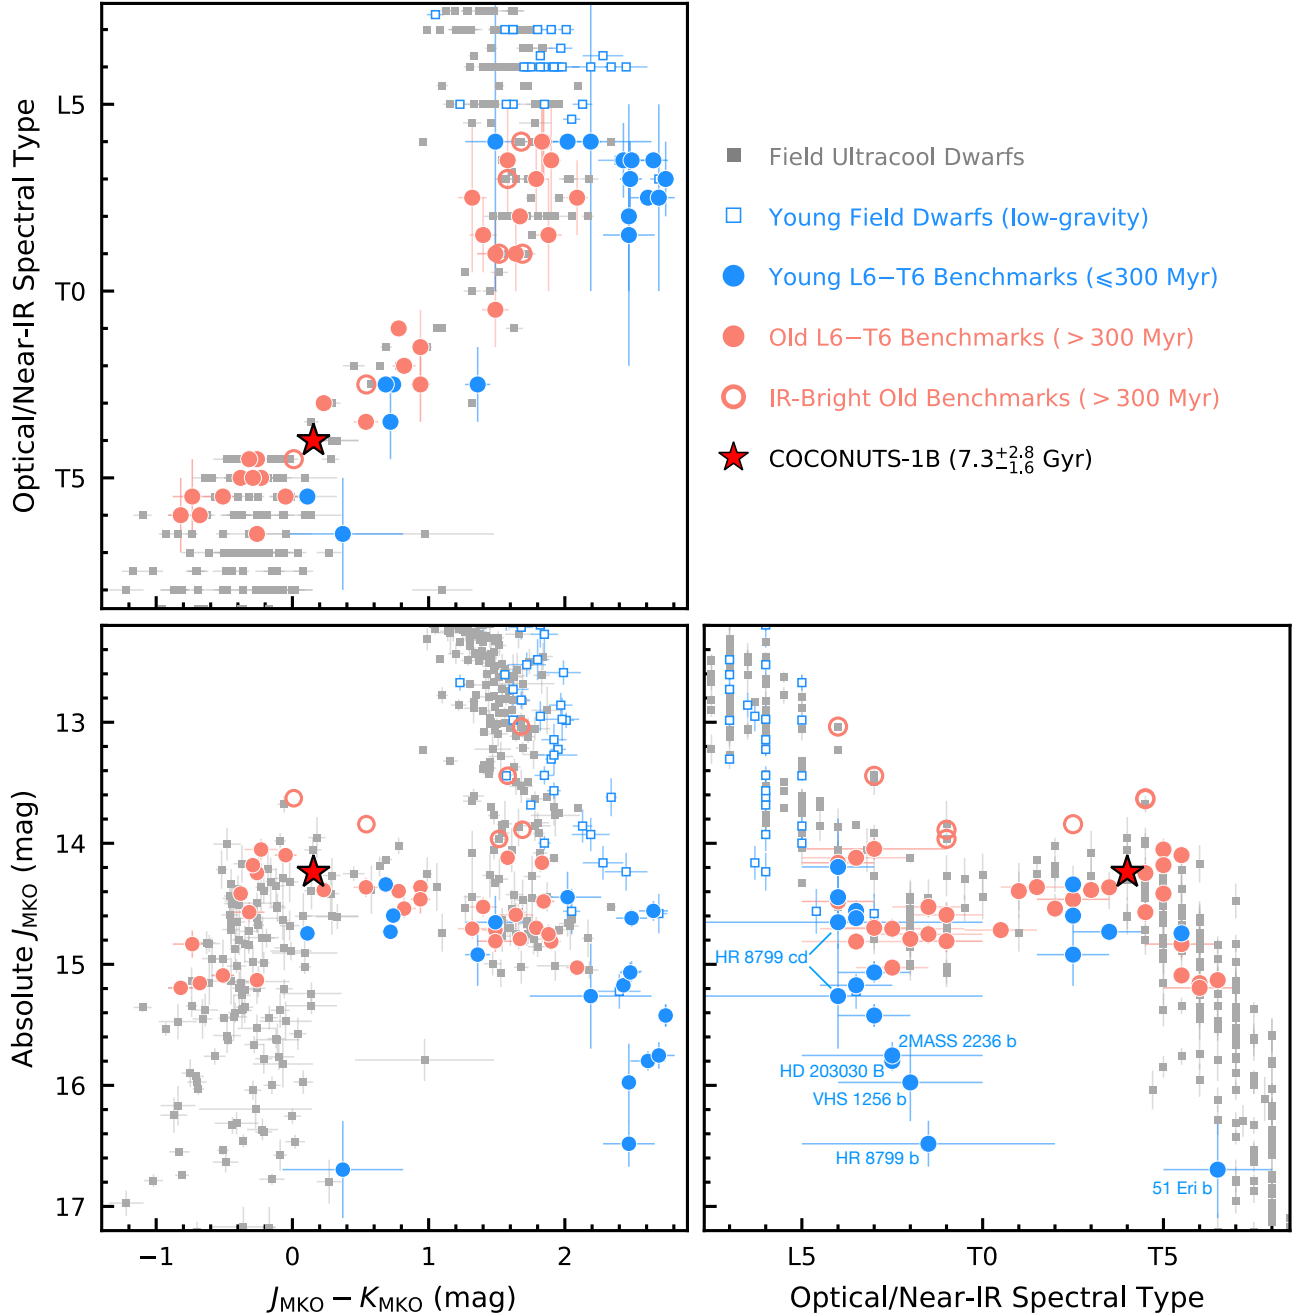 L5
T0
T5
Optical/Near-IR Spectral Type
Field Ultracool Dwarfs
Young Field Dwarfs (low-gravity)
Young L6−T6 Benchmarks (⩽300 Myr)
Old L6−T6 Benchmarks (> 300 Myr)
IR-Bright Old Benchmarks (> 300 Myr)
COCONUTS-1B (7.3+2.8−1.6 Gyr)
13
14
15
16
17
Absolute JMKO (mag)
−1
0
1
2
JMKO − KMKO (mag)
HR 8799 cd
2MASS 2236 b
HD 203030 B
VHS 1256 b
HR 8799 b
51 Eri b
L5
T0
T5
Optical/Near-IR Spectral Type